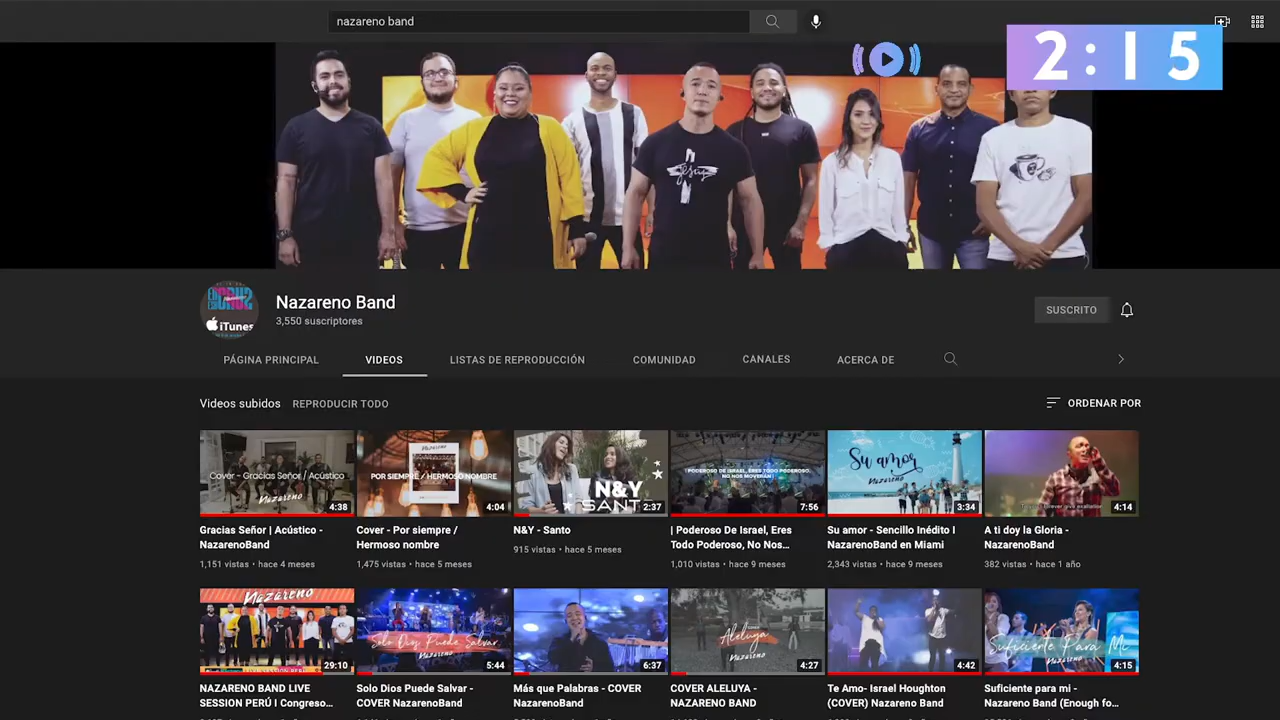 nazareno band
2:15
Jesús
Nazareno Band
3,550 suscriptores
iTunes
SUSCRITO
PÁGINA PRINCIPAL
VIDEOS
LISTAS DE REPRODUCCIÓN
COMUNIDAD
CANALES
ACERCA DE
Videos subidos
REPRODUCIR TODO
ORDENAR POR
Cover - Gracias Señor / Acústico
Nazareno
4:38
POR SIEMPRE / HERMOSO NOMBRE
4:04
N&Y
SANT
2:37
7:56
Su amor
Nazareno
3:34
4:14
Gracias Señor | Acústico -
NazarenoBand
1,151 vistas • hace 4 meses
Cover - Por siempre /
Hermoso nombre
1,475 vistas • hace 5 meses
N&Y - Santo
915 vistas • hace 5 meses
| Poderoso De Israel, Eres
Todo Poderoso, No Nos...
1,010 vistas • hace 9 meses
Su amor - Sencillo Inédito I
NazarenoBand en Miami
2,343 vistas • hace 9 meses
A ti doy la Gloria -
NazarenoBand
382 vistas • hace 1 año
Nazareno
29:10
Solo Dios Puede Salvar
Nazareno
5:44
6:37
Aleluya
Nazareno
4:27
4:42
Suficiente Para Mi
Nazareno
4:15
NAZARENO BAND LIVE
SESSION PERÚ I Congreso...
Solo Dios Puede Salvar -
COVER NazarenoBand
Más que Palabras - COVER
NazarenoBand
COVER ALELUYA -
NAZARENO BAND
Te Amo- Israel Houghton
(COVER) Nazareno Band
Suficiente para mi -
Nazareno Band (Enough fo...